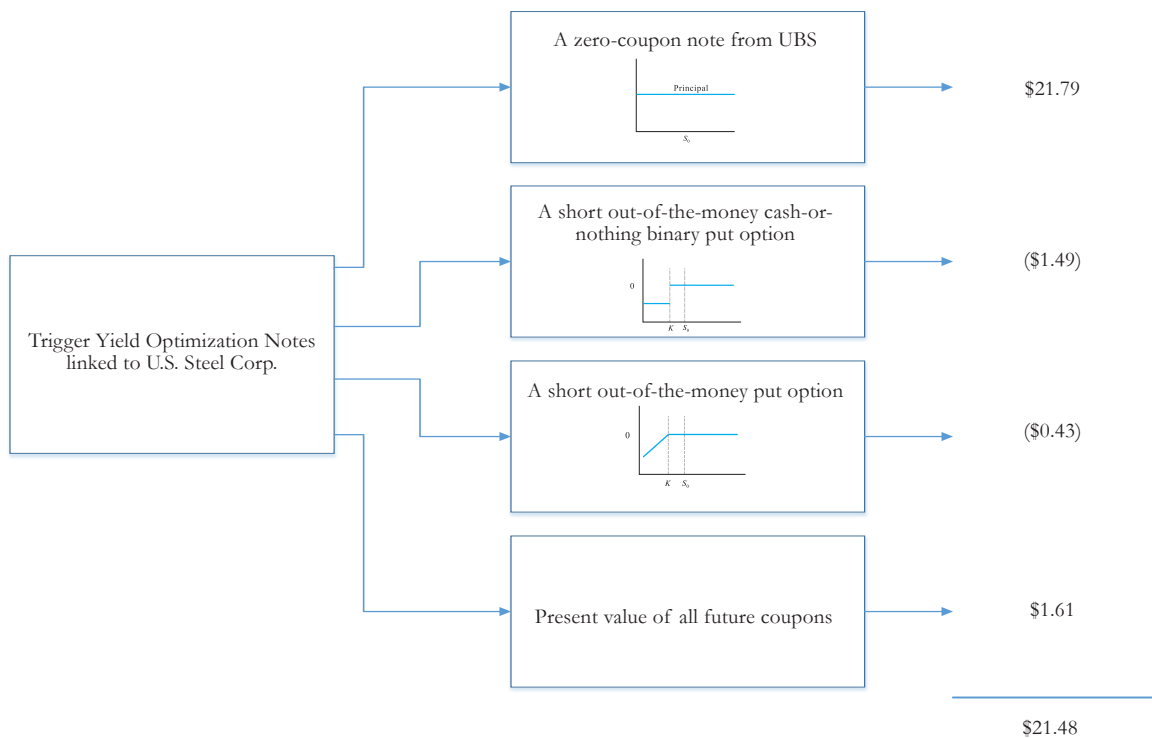 A zero-coupon note from UBS
Principal
S₀
$21.79
A short out-of-the-money cash-or-
nothing binary put option
0
K
S₀
($1.49)
Trigger Yield Optimization Notes
linked to U.S. Steel Corp.
A short out-of-the-money put option
0
K
S₀
($0.43)
Present value of all future coupons
$1.61
$21.48